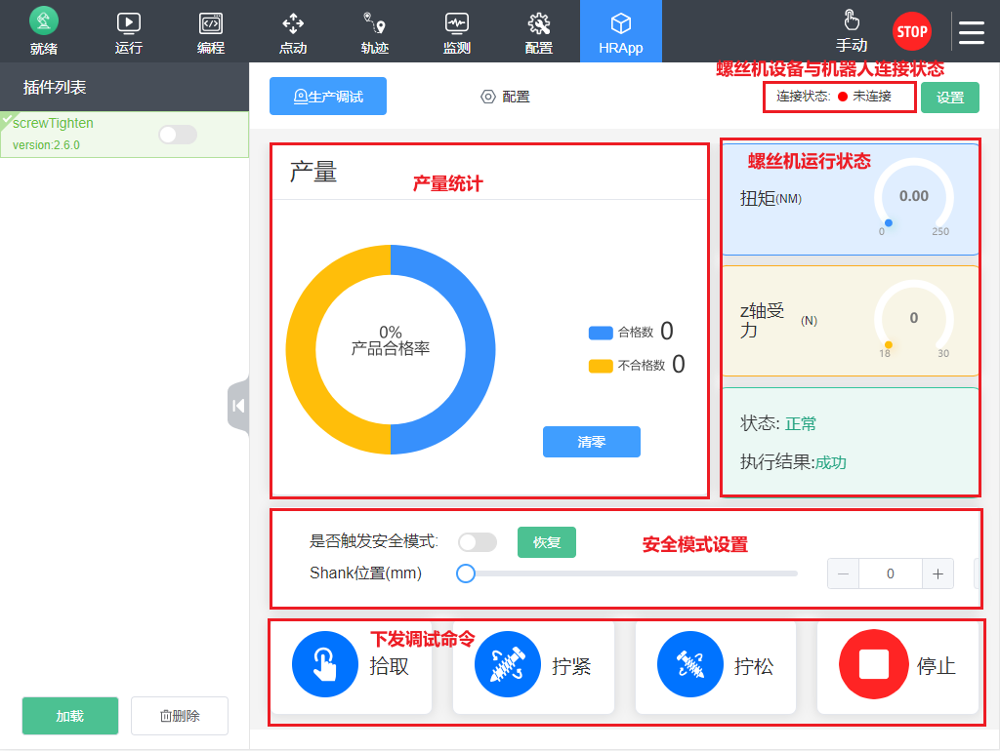 就绪
运行
编程
点动
轨迹
监测
配置
HRApp
手动
STOP
插件列表
screwTighten
version:2.6.0
加载
删除
生产调试
配置
螺丝机设备与机器人连接状态
连接状态: 未连接
设置
产量
产量统计
0%
产品合格率
合格数 0
不合格数 0
清零
螺丝机运行状态
扭矩(NM)
0.00
0 250
z轴受力 (N)
0
18 30
状态: 正常
执行结果:成功
是否触发安全模式:
恢复
安全模式设置
Shank位置(mm)
— 0 +
下发调试命令
拾取
拧紧
拧松
停止